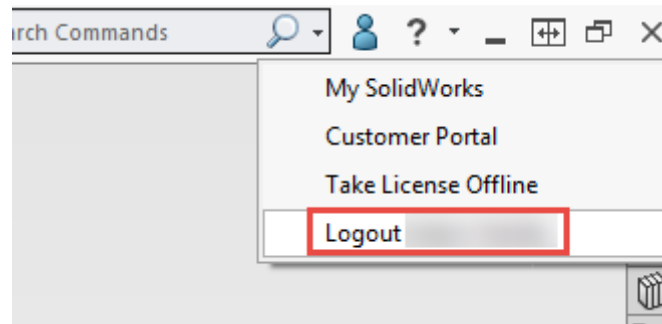 rch Commands ?
My SolidWorks
Customer Portal
Take License Offline
Logout